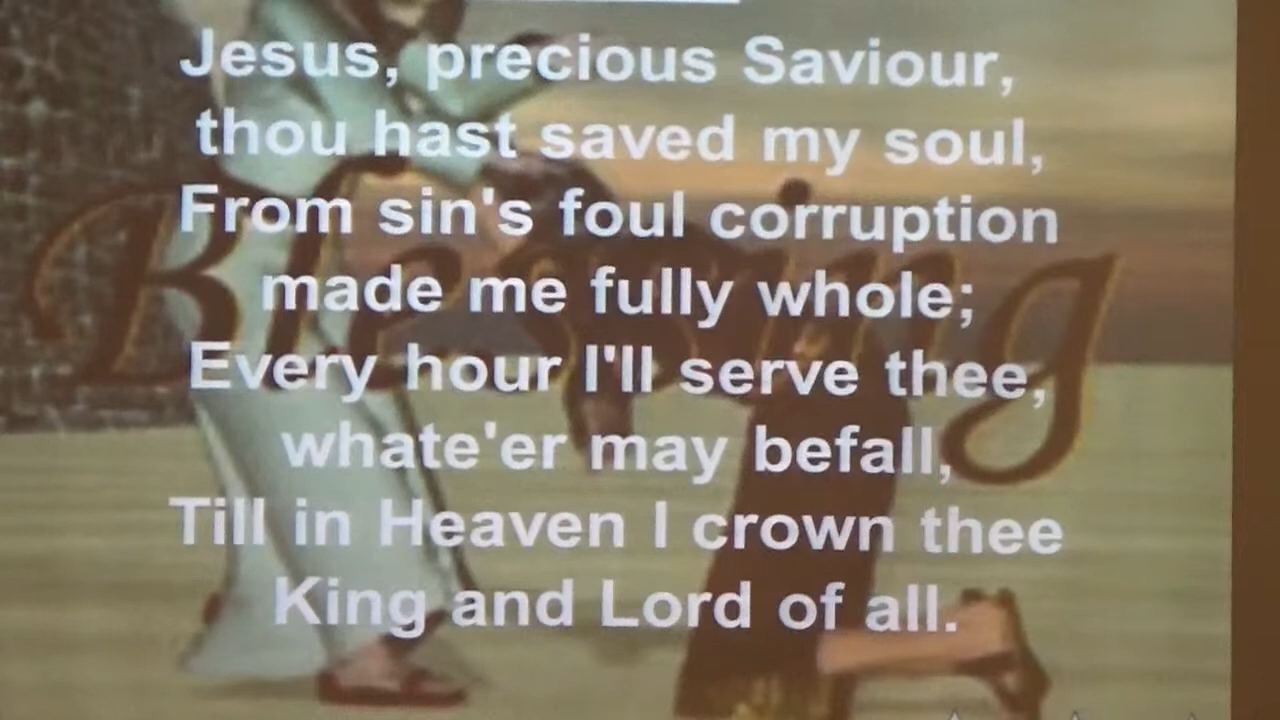 Jesus, precious Saviour,
thou hast saved my soul,
From sin's foul corruption
made me fully whole;
Every hour I'll serve thee,
whate'er may befall,
Till in Heaven I crown thee
King and Lord of all.
Blessing